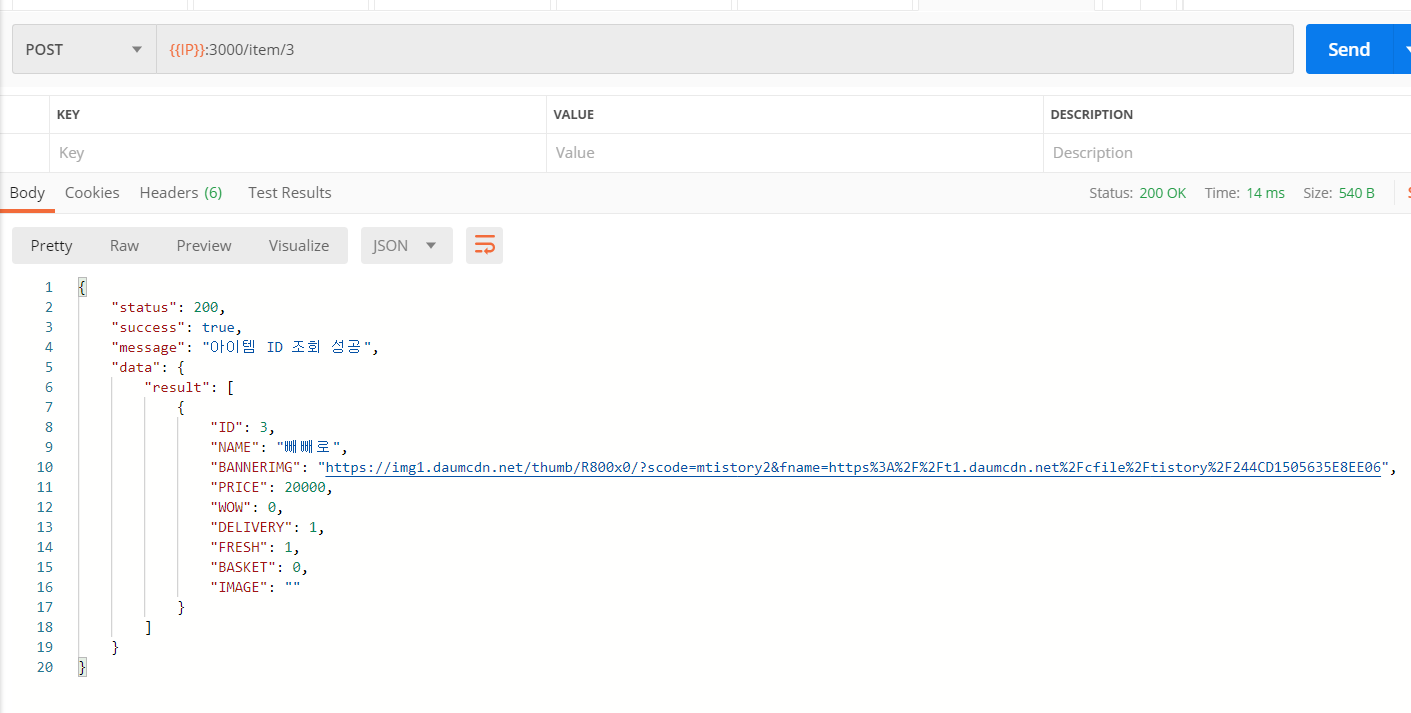 POST {{IP}}:3000/item/3 Send
KEY VALUE DESCRIPTION
Key Value Description
Body Cookies Headers (6) Test Results Status: 200 OK Time: 14 ms Size: 540 B
Pretty Raw Preview Visualize JSON
1 {
2 "status": 200,
3 "success": true,
4 "message": "아이템 ID 조회 성공",
5 "data": {
6 "result": [
7 {
8 "ID": 3,
9 "NAME": "빼빼로",
10 "BANNERIMG": "https://img1.daumcdn.net/thumb/R800x0/?scode=mtistory2&fname=https%3A%2F%2Ft1.daumcdn.net%2Fcfile%2Ftistory%2F244CD1505635E8EE06",
11 "PRICE": 20000,
12 "WOW": 0,
13 "DELIVERY": 1,
14 "FRESH": 1,
15 "BASKET": 0,
16 "IMAGE": ""
17 }
18 ]
19 }
20 }